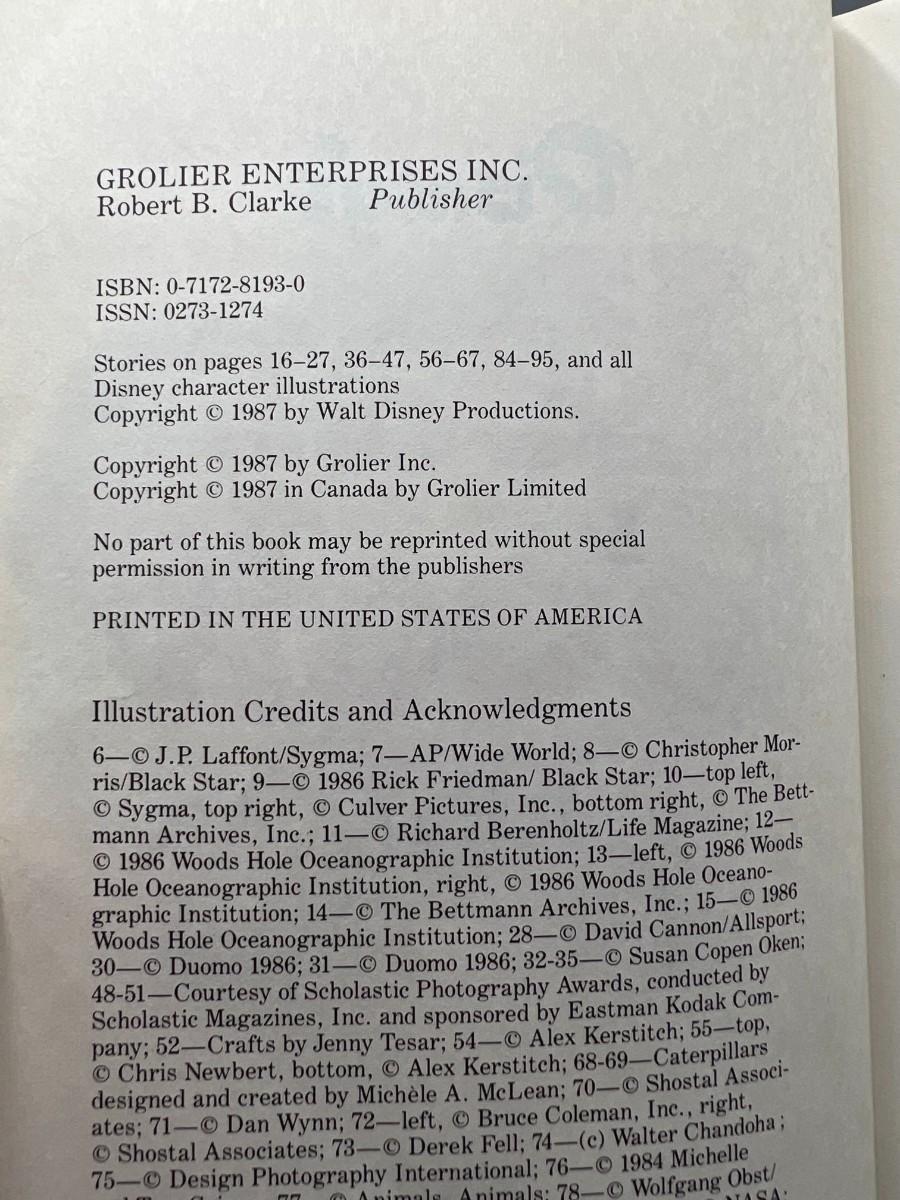 GROLIER ENTERPRISES INC.
Robert B. Clarke Publisher
ISBN: 0-7172-8193-0
ISSN: 0273-1274
Stories on pages 16–27, 36–47, 56–67, 84–95, and all
Disney character illustrations
Copyright © 1987 by Walt Disney Productions.
Copyright © 1987 by Grolier Inc.
Copyright © 1987 in Canada by Grolier Limited
No part of this book may be reprinted without special
permission in writing from the publishers
PRINTED IN THE UNITED STATES OF AMERICA
Illustration Credits and Acknowledgments
6—© J.P. Laffont/Sygma; 7—AP/Wide World; 8—© Christopher Mor-
ris/Black Star; 9—© 1986 Rick Friedman/ Black Star; 10—top left,
© Sygma, top right, © Culver Pictures, Inc., bottom right, © The Bett-
mann Archives, Inc.; 11—© Richard Berenholtz/Life Magazine; 12—
© 1986 Woods Hole Oceanographic Institution; 13—left, © 1986 Woods
Hole Oceanographic Institution, right, © 1986 Woods Hole Oceano-
graphic Institution; 14—© The Bettmann Archives, Inc.; 15—© 1986
Woods Hole Oceanographic Institution; 28—© David Cannon/Allsport;
30—© Duomo 1986; 31—© Duomo 1986; 32-35—© Susan Copen Oken;
48-51—Courtesy of Scholastic Photography Awards, conducted by
Scholastic Magazines, Inc. and sponsored by Eastman Kodak Com-
pany; 52—Crafts by Jenny Tesar; 54—© Alex Kerstitch; 55—top,
© Chris Newbert, bottom, © Alex Kerstitch; 68-69—Caterpillars
designed and created by Michèle A. McLean; 70—© Shostal Associ-
ates; 71—© Dan Wynn; 72—left, © Bruce Coleman, Inc., right,
© Shostal Associates; 73—© Derek Fell; 74—(c) Walter Chandoha;
75—© Design Photography International; 76—© 1984 Michelle
77—© Animals, Animals; 78—© Wolfgang Obst/
NASA;